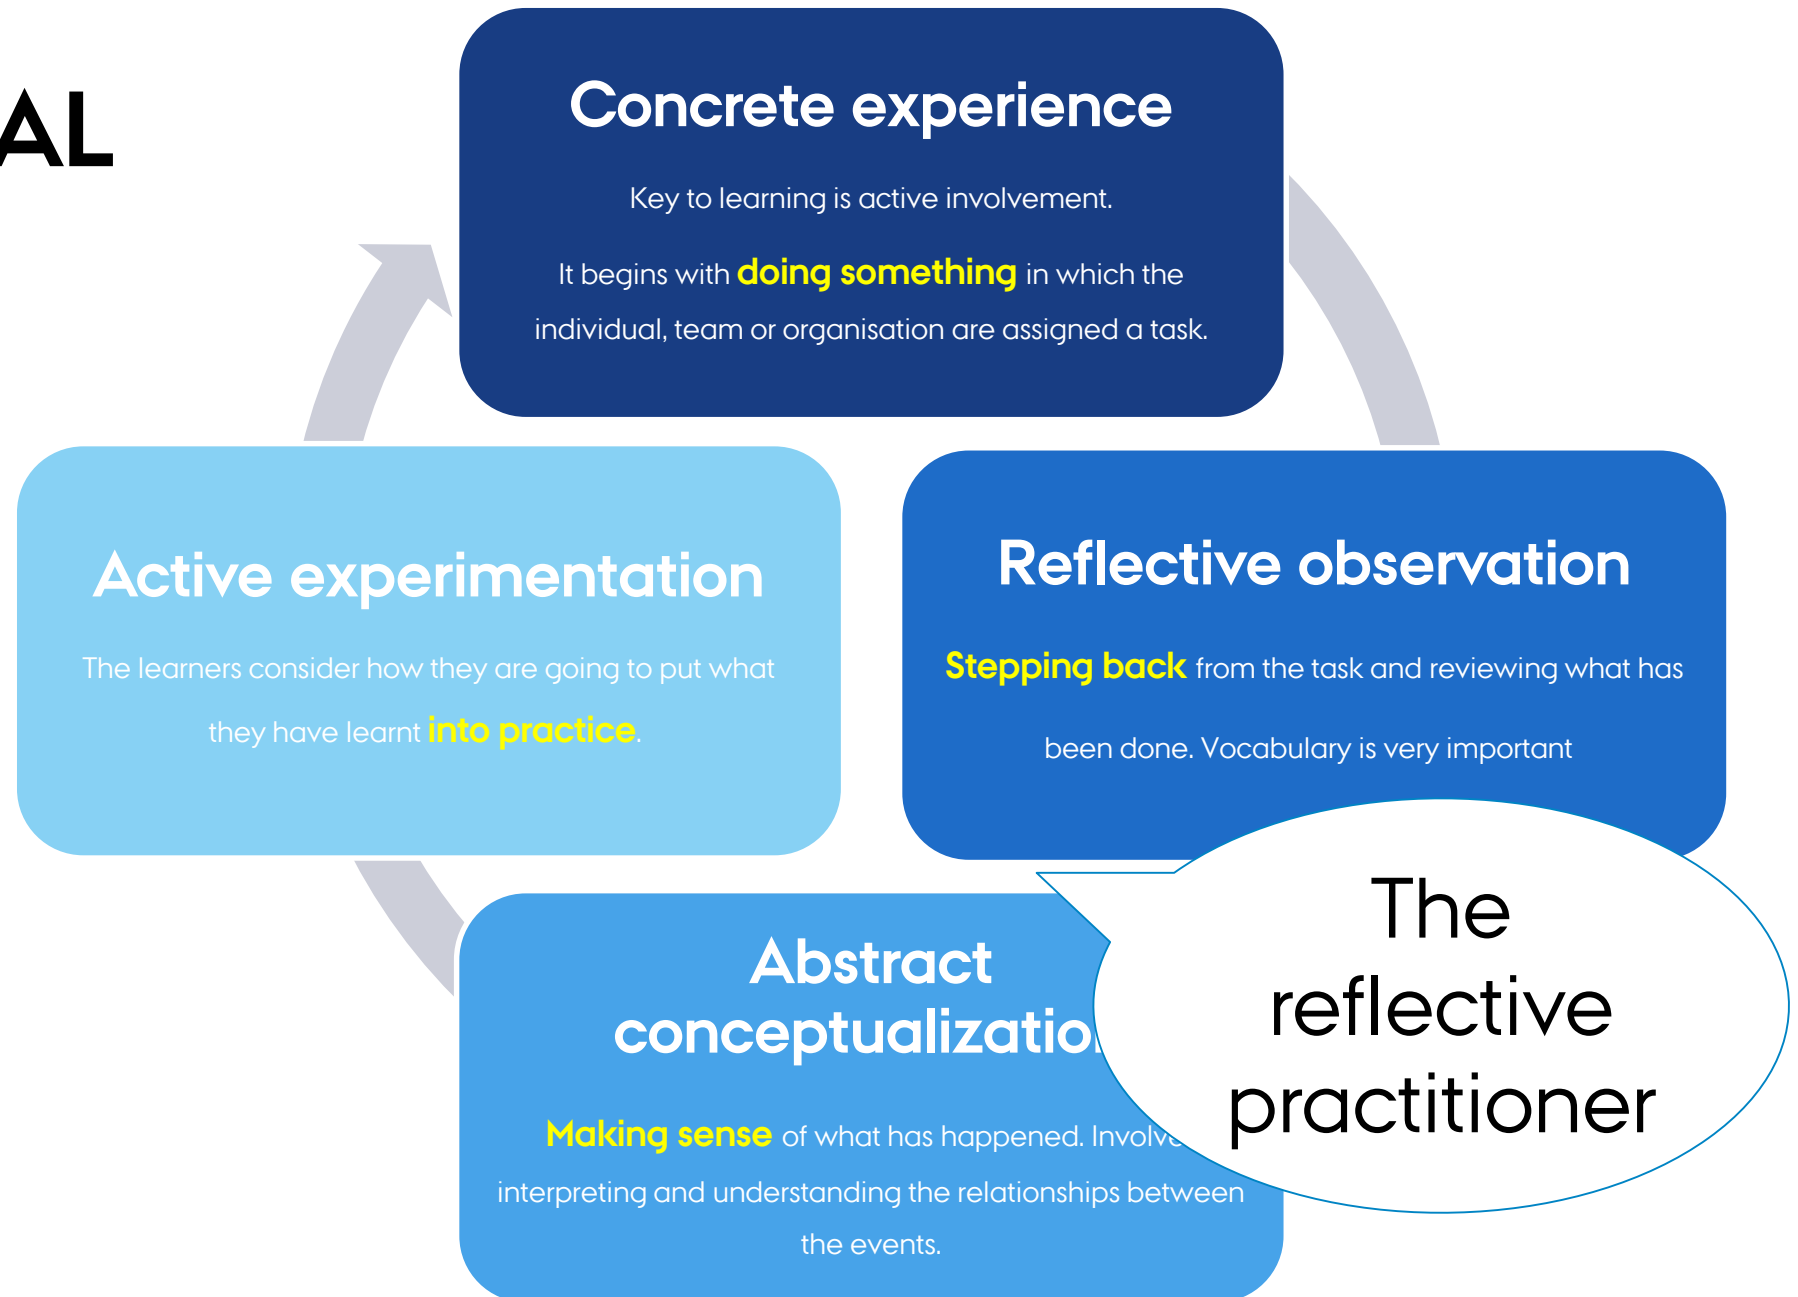 AL
Concrete experience
Key to learning is active involvement.
It begins with doing something in which the
individual, team or organisation are assigned a task.
Reflective observation
Stepping back from the task and reviewing what has
been done. Vocabulary is very important
The
reflective
practitioner
Abstract
conceptualizatio
Making sense of what has happened. Involve
interpreting and understanding the relationships between
the events.
Active experimentation
The learners consider how they are going to put what
they have learnt into practice.